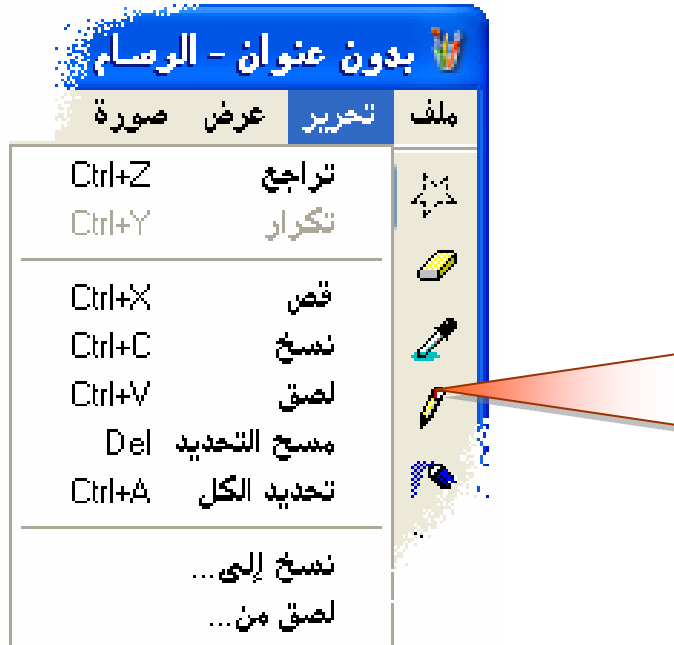 بدون عنوان - الرسام
ملف تحرير عرض صورة
تراجع Ctrl+Z
تكرار Ctrl+Y
قص Ctrl+X
نسخ Ctrl+C
لصق Ctrl+V
مسح التحديد Del
تحديد الكل Ctrl+A
نسخ إلى...
لصق من...